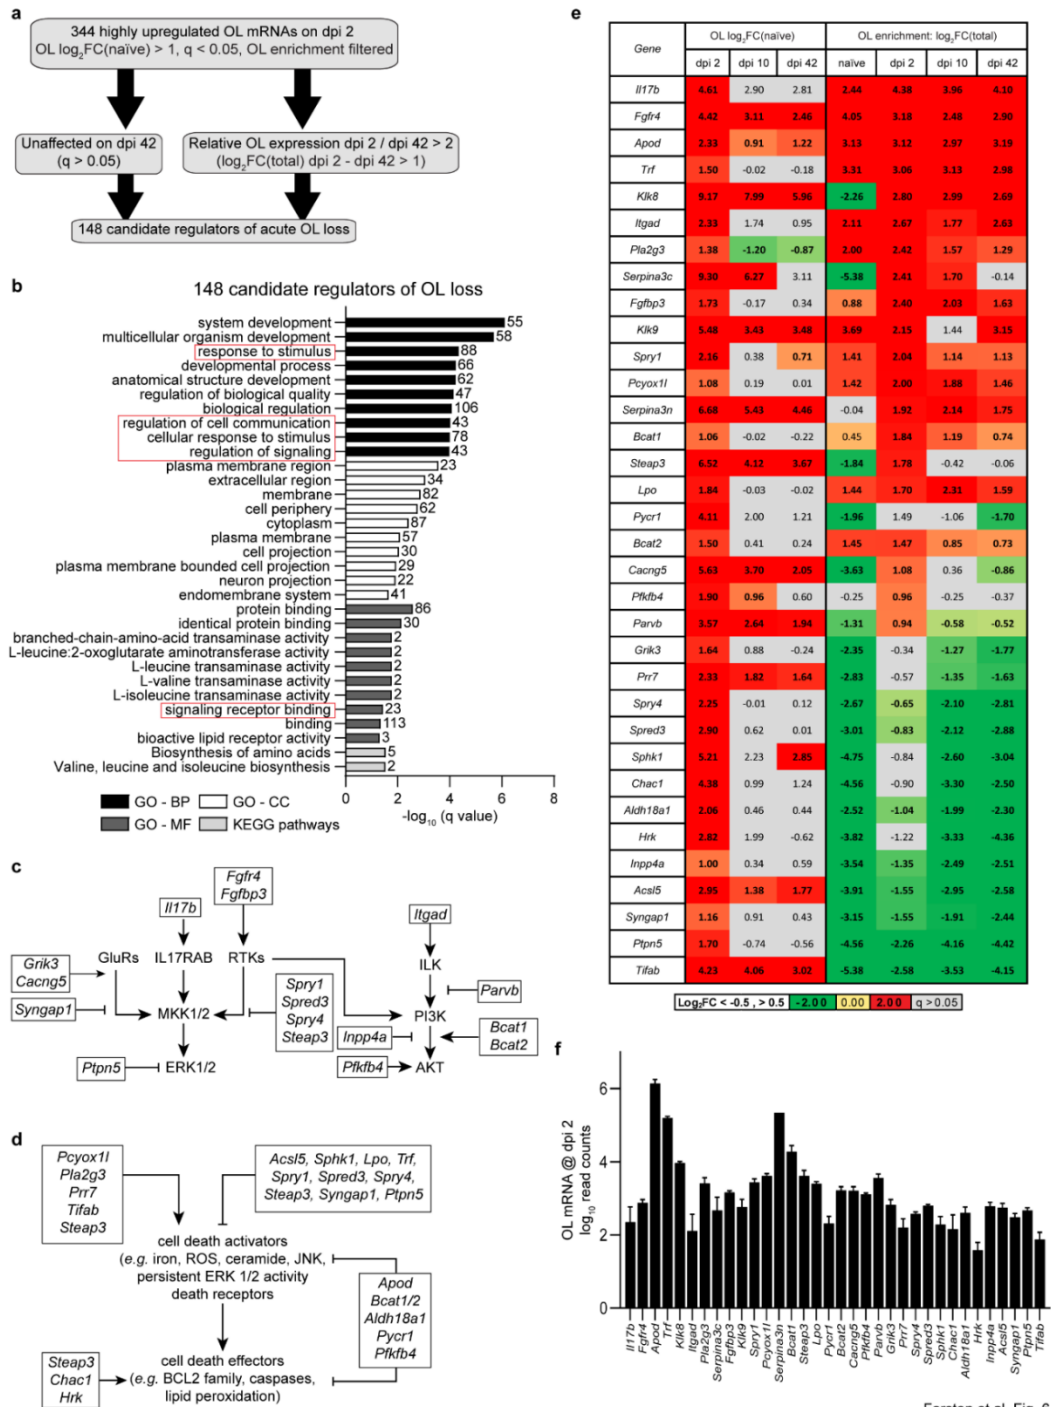 a
344 highly upregulated OL mRNAs on dpi 2
OL log2FC(naïve) > 1, q < 0.05, OL enrichment filtered
Unaffected on dpi 42
(q > 0.05)
Relative OL expression dpi 2 / dpi 42 > 2
(log2FC(total) dpi 2 - dpi 42 > 1)
148 candidate regulators of acute OL loss
b
148 candidate regulators of OL loss
system development 55
multicellular organism development 58
response to stimulus 88
developmental process 66
anatomical structure development 62
regulation of biological quality 47
biological regulation 106
regulation of cell communication 43
cellular response to stimulus 78
regulation of signaling 43
plasma membrane region 23
extracellular region 34
membrane 82
cell periphery 62
cytoplasm 87
plasma membrane 57
cell projection 30
plasma membrane bounded cell projection 29
neuron projection 22
endomembrane system 41
protein binding 86
identical protein binding 30
branched-chain-amino-acid transaminase activity 2
L-leucine:2-oxoglutarate aminotransferase activity 2
L-leucine transaminase activity 2
L-valine transaminase activity 2
L-isoleucine transaminase activity 2
signaling receptor binding 23
binding 113
bioactive lipid receptor activity 3
Biosynthesis of amino acids 5
Valine, leucine and isoleucine biosynthesis 2
0 2 4 6 8
-log10 (q value)
GO - BP GO - CC
GO - MF KEGG pathways
c
Fgfr4
Fgfbp3
Il17b
Itgad
Grik3
Cacng5
GluRs IL17RAB RTKs
ILK
Syngap1
MKK1/2
Spry1
Spred3
Spry4
Steap3
Parvb
PI3K
Inpp4a
Bcat1
Bcat2
Ptpn5
ERK1/2
Pfkfb4
AKT
d
Pcyox1l
Pla2g3
Prr7
Tifab
Steap3
Acsl5, Sphk1, Lpo, Trf,
Spry1, Spred3, Spry4,
Steap3, Syngap1, Ptpn5
cell death activators
(e.g. iron, ROS, ceramide, JNK,
persistent ERK 1/2 activity
death receptors
Apod
Bcat1/2
Aldh18a1
Pycr1
Pfkfb4
Steap3
Chac1
Hrk
cell death effectors
(e.g. BCL2 family, caspases,
lipid peroxidation)
e
Gene OL log2FC(naïve) OL enrichment: log2FC(total)
dpi 2 dpi 10 dpi 42 naïve dpi 2 dpi 10 dpi 42
Il17b 4.61 2.90 2.81 2.44 4.38 3.96 4.10
Fgfr4 4.42 3.11 2.46 4.05 3.18 2.48 2.90
Apod 2.33 0.91 1.22 3.13 3.12 2.97 3.19
Trf 1.50 -0.02 -0.18 3.31 3.06 3.13 2.98
Klk8 9.17 7.99 5.96 -2.26 2.80 2.99 2.69
Itgad 2.33 1.74 0.95 2.11 2.67 1.77 2.63
Pla2g3 1.38 -1.20 -0.87 2.00 2.42 1.57 1.29
Serpina3c 9.30 6.27 3.11 -5.38 2.41 1.70 -0.14
Fgfbp3 1.73 -0.17 0.34 0.88 2.40 2.03 1.63
Klk9 5.48 3.43 3.48 3.69 2.15 1.44 3.15
Spry1 2.16 0.38 0.71 1.41 2.04 1.14 1.13
Pcyox1l 1.08 0.19 0.01 1.42 2.00 1.88 1.46
Serpina3n 6.68 5.43 4.46 -0.04 1.92 2.14 1.75
Bcat1 1.06 -0.02 -0.22 0.45 1.84 1.19 0.74
Steap3 6.52 4.12 3.67 -1.84 1.78 -0.42 -0.06
Lpo 1.84 -0.03 -0.02 1.44 1.70 2.31 1.59
Pycr1 4.11 2.00 1.21 -1.96 1.49 -1.06 -1.70
Bcat2 1.50 0.41 0.24 1.45 1.47 0.85 0.73
Cacng5 5.63 3.70 2.05 -3.63 1.08 0.36 -0.86
Pfkfb4 1.90 0.96 0.60 -0.25 0.96 -0.25 -0.37
Parvb 3.57 2.64 1.94 -1.31 0.94 -0.58 -0.52
Grik3 1.64 0.88 -0.24 -2.35 -0.34 -1.27 -1.77
Prr7 2.33 1.82 1.64 -2.83 -0.57 -1.35 -1.63
Spry4 2.25 -0.01 0.12 -2.67 -0.65 -2.10 -2.81
Spred3 2.90 0.62 0.01 -3.01 -0.83 -2.12 -2.88
Sphk1 5.21 2.23 2.85 -4.75 -0.84 -2.60 -3.04
Chac1 4.38 0.99 1.24 -4.56 -0.90 -3.30 -2.50
Aldh18a1 2.06 0.46 0.44 -2.52 -1.04 -1.99 -2.30
Hrk 2.82 1.99 -0.62 -3.82 -1.22 -3.33 -4.36
Inpp4a 1.00 0.34 0.59 -3.54 -1.35 -2.49 -2.51
Acsl5 2.95 1.38 1.77 -3.91 -1.55 -2.95 -2.58
Syngap1 1.16 0.91 0.43 -3.15 -1.55 -1.91 -2.44
Ptpn5 1.70 -0.74 -0.56 -4.56 -2.26 -4.16 -4.42
Tifab 4.23 4.06 3.02 -5.38 -2.58 -3.53 -4.15
Log2FC < -0.5 , > 0.5 -2.00 0.00 2.00 q > 0.05
f
OL mRNA @ dpi 2
log10 read counts
6
4
2
0
Il17b Fgfr4 Apod Trf Klk8 Itgad Pla2g3 Serpina3c Fgfbp3 Klk9 Spry1 Pcyox1l Serpina3n Bcat1 Steap3 Lpo Pycr1 Bcat2 Cacng5 Pfkfb4 Parvb Grik3 Prr7 Spry4 Spred3 Sphk1 Chac1 Aldh18a1 Hrk Inpp4a Acsl5 Syngap1 Ptpn5 Tifab